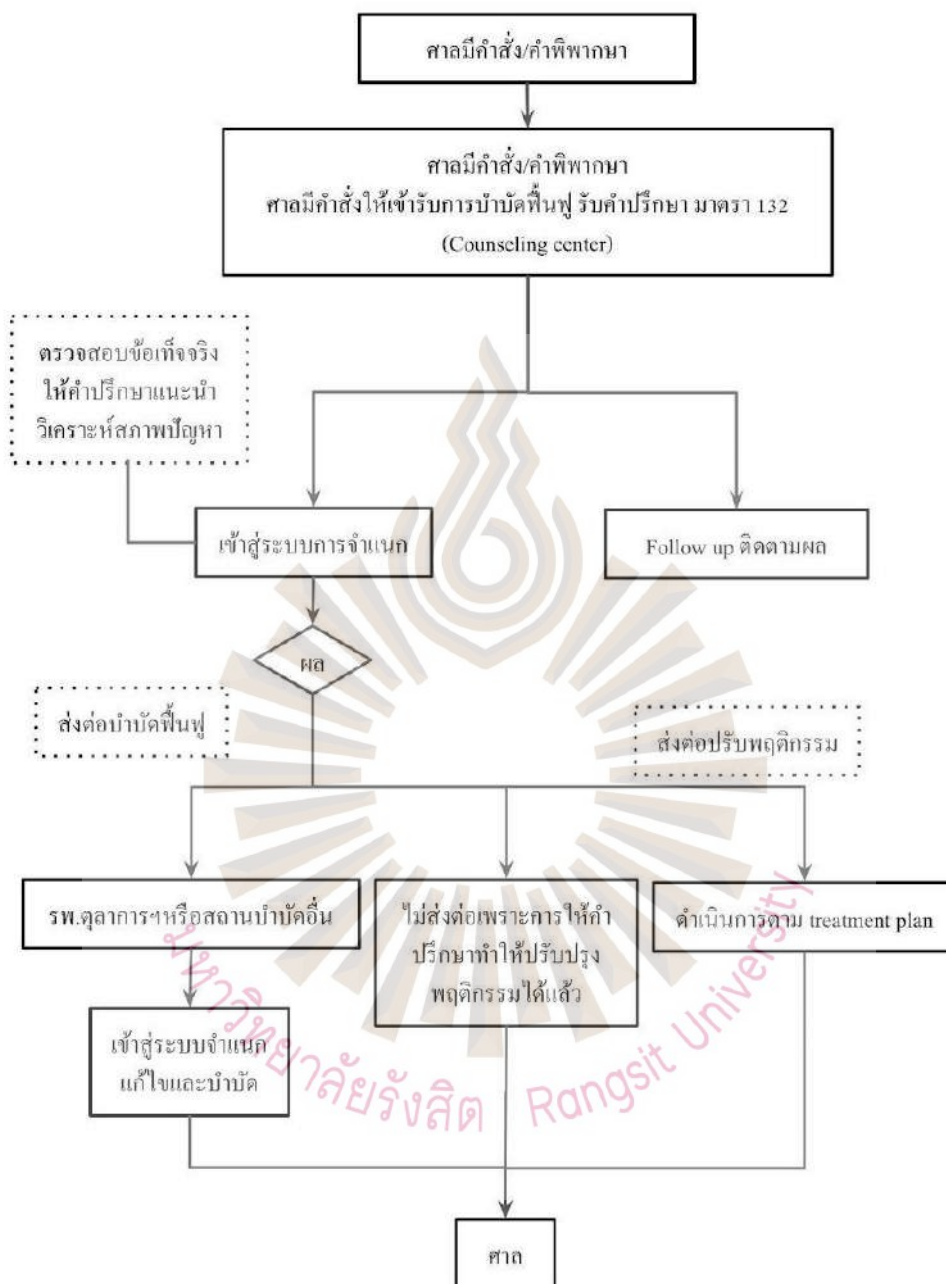 ศาลมีคำสั่ง/คำพิพากษา
ศาลมีคำสั่ง/คำพิพากษา
ศาลมีคำสั่งให้เข้ารับการบำบัดฟื้นฟู รับคำปรึกษา มาตรา 132
(Counseling center)
ตรวจสอบข้อเท็จจริง
ให้คำปรึกษาแนะนำ
วิเคราะห์สภาพปัญหา
เข้าสู่ระบบการจำแนก
Follow up ติดตามผล
ผล
ส่งต่อบำบัดฟื้นฟู
ส่งต่อปรับพฤติกรรม
รพ.ตุลาการฯหรือสถานบำบัดอื่น
ไม่ส่งต่อเพราะการให้คำ
ปรึกษาทำให้ปรับปรุง
พฤติกรรมได้แล้ว
ดำเนินการตาม treatment plan
เข้าสู่ระบบจำแนก
แก้ไขและบำบัด
มหาวิทยาลัยรังสิต Rangsit University
ศาล